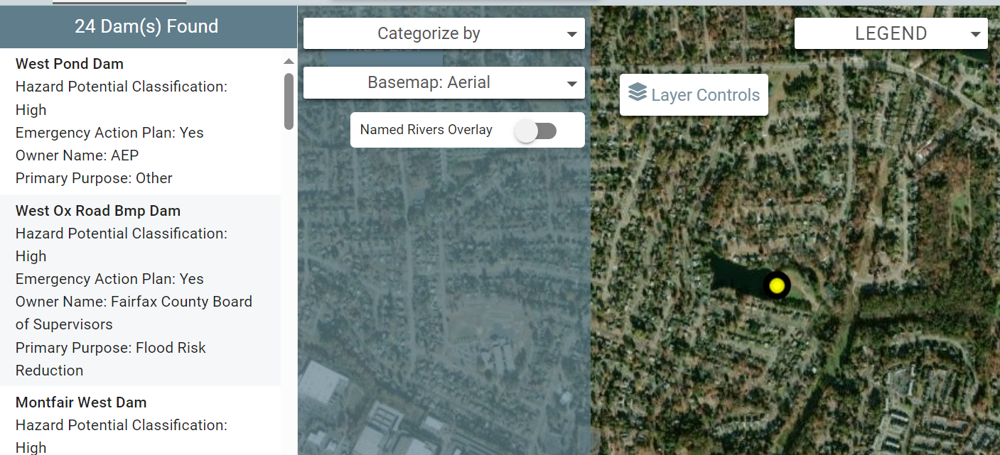 24 Dam(s) Found
West Pond Dam
Hazard Potential Classification:
High
Emergency Action Plan: Yes
Owner Name: AEP
Primary Purpose: Other
West Ox Road Bmp Dam
Hazard Potential Classification:
High
Emergency Action Plan: Yes
Owner Name: Fairfax County Board
of Supervisors
Primary Purpose: Flood Risk
Reduction
Montfair West Dam
Hazard Potential Classification:
High
Categorize by
Basemap: Aerial
Named Rivers Overlay
LEGEND
Layer Controls